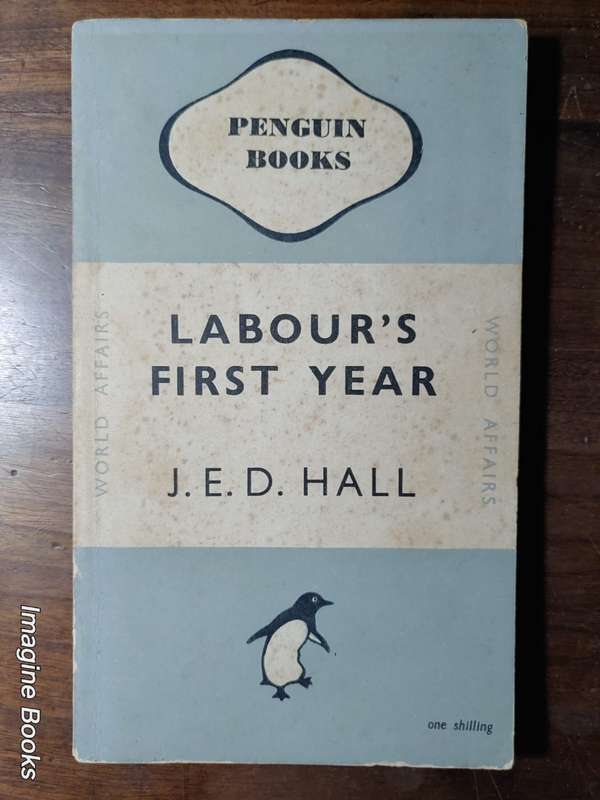 PENGUIN
BOOKS
LABOUR'S
FIRST YEAR
J. E. D. HALL
WORLD AFFAIRS
WORLD AFFAIRS
one shilling
Imagine Books